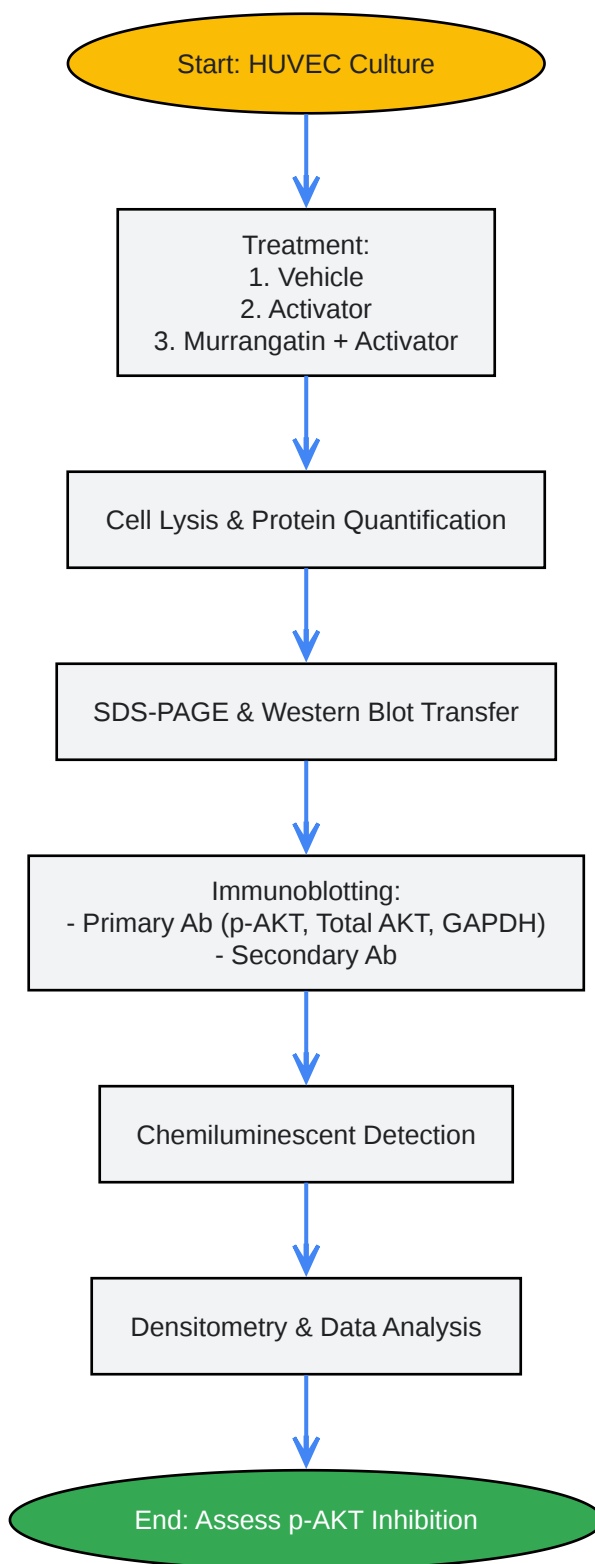 Start: HUVEC Culture
Treatment:
1. Vehicle
2. Activator
3. Murrangatin + Activator
Cell Lysis & Protein Quantification
SDS-PAGE & Western Blot Transfer
Immunoblotting:
- Primary Ab (p-AKT, Total AKT, GAPDH)
- Secondary Ab
Chemiluminescent Detection
Densitometry & Data Analysis
End: Assess p-AKT Inhibition